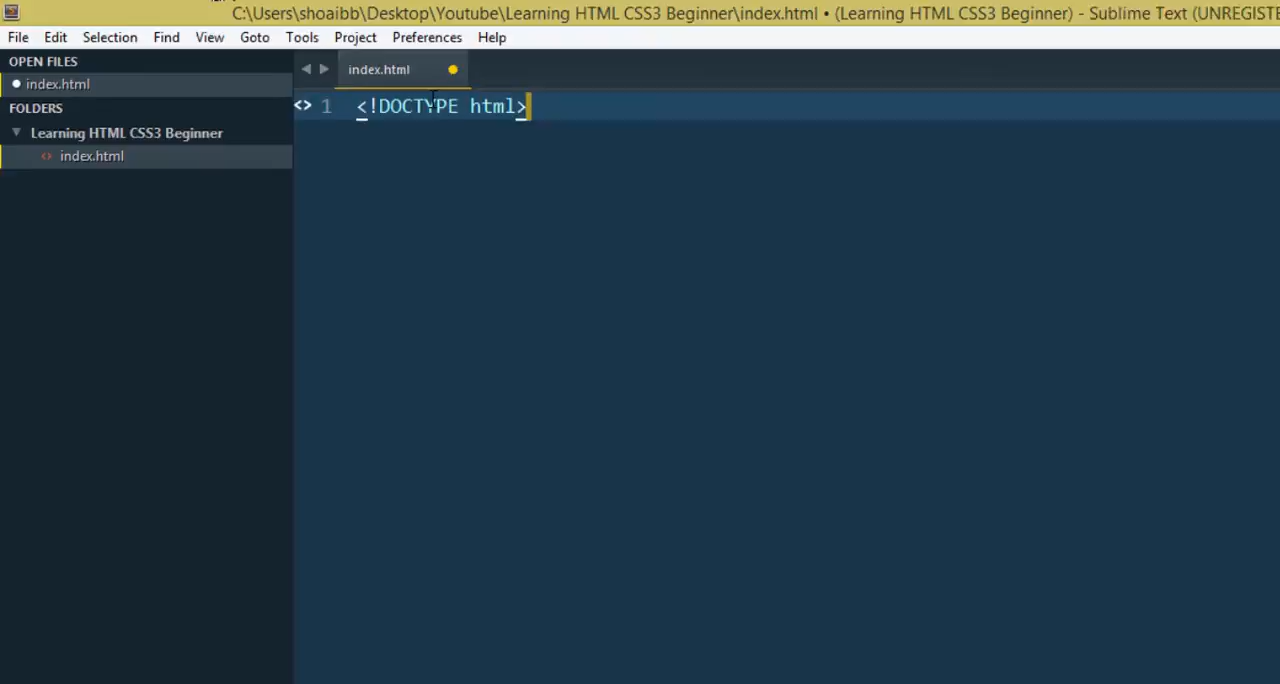 C:\Users\shoaibb\Desktop\Youtube\Learning HTML CSS3 Beginner\index.html • (Learning HTML CSS3 Beginner) - Sublime Text (UNREGISTE
File Edit Selection Find View Goto Tools Project Preferences Help
OPEN FILES
index.html
index.html
FOLDERS
Learning HTML CSS3 Beginner
index.html
<> 1 <!DOCTYPE html>